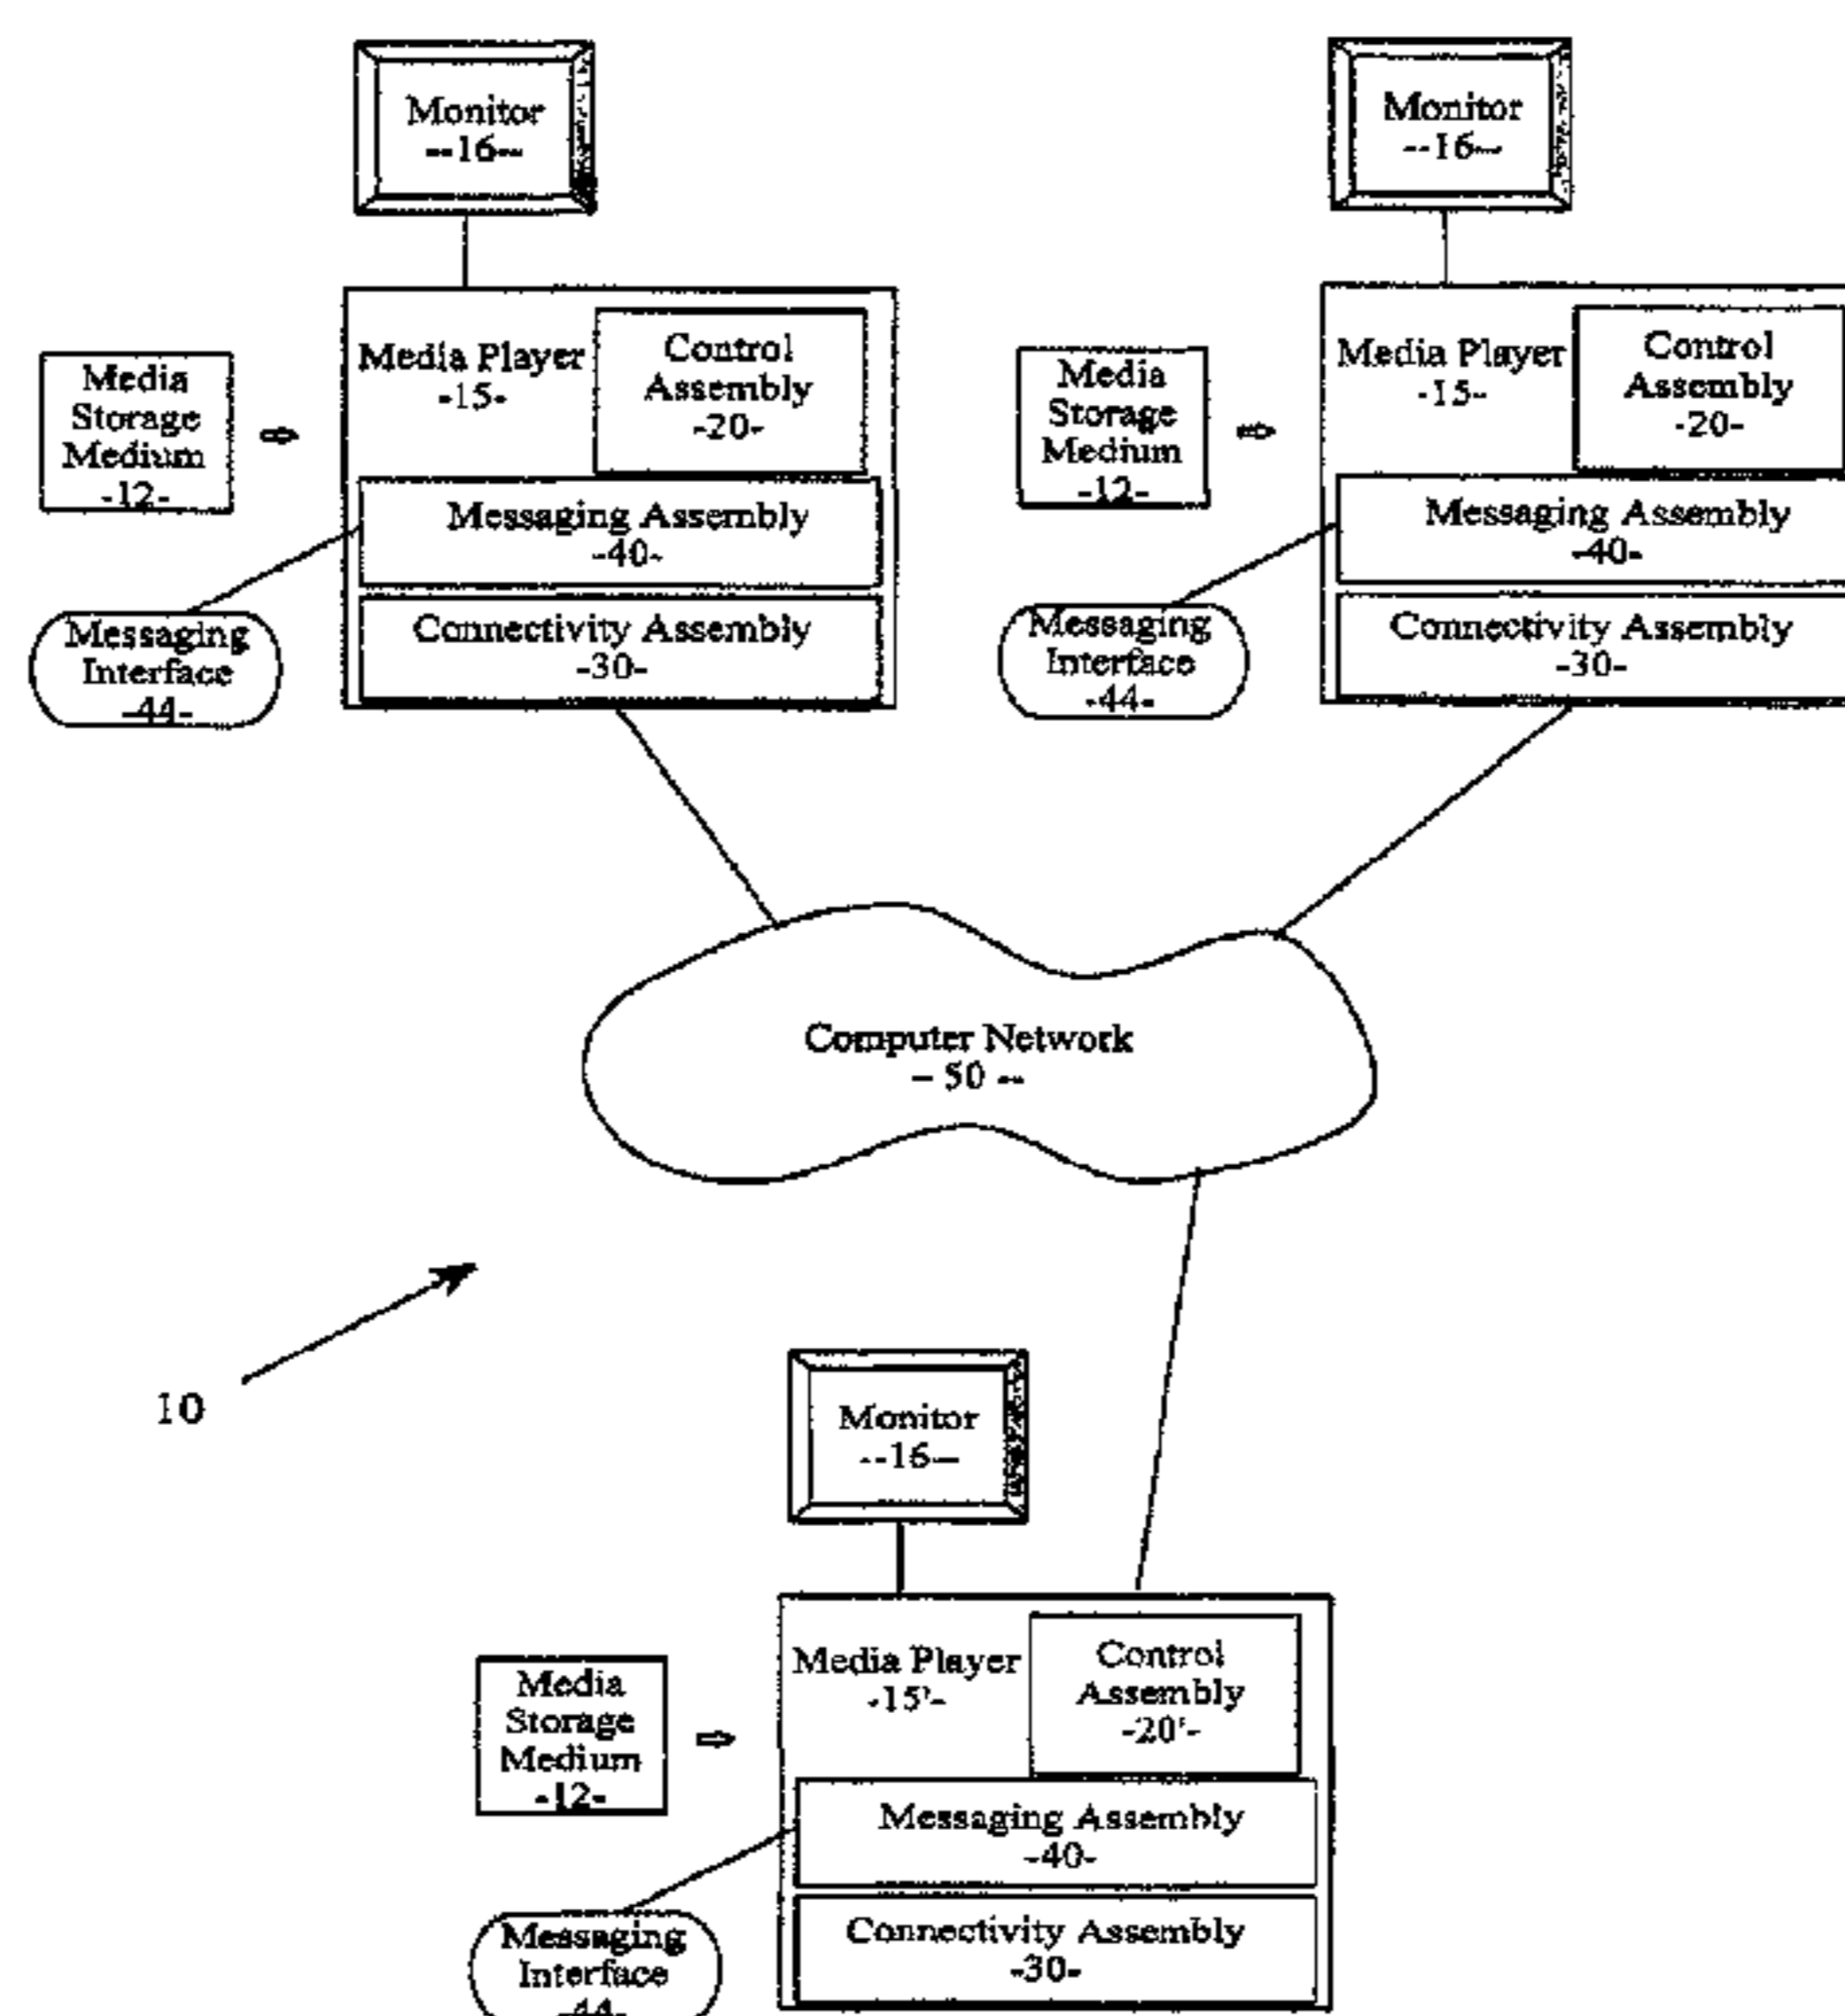 Monitor
--16--
Media Player
-15-
Control
Assembly
-20-
Media
Storage
Medium
-12-
Messaging Assembly
-40-
Connectivity Assembly
-30-
Messaging
Interface
-44-
Monitor
--16--
Media Player
-15-
Control
Assembly
-20-
Media
Storage
Medium
-12-
Messaging Assembly
-40-
Connectivity Assembly
-30-
Messaging
Interface
-44-
Computer Network
-- 50 --
10
Monitor
--16--
Media Player
-15'-
Control
Assembly
-20'-
Media
Storage
Medium
-12-
Messaging Assembly
-40-
Connectivity Assembly
-30-
Messaging
Interface
-44-